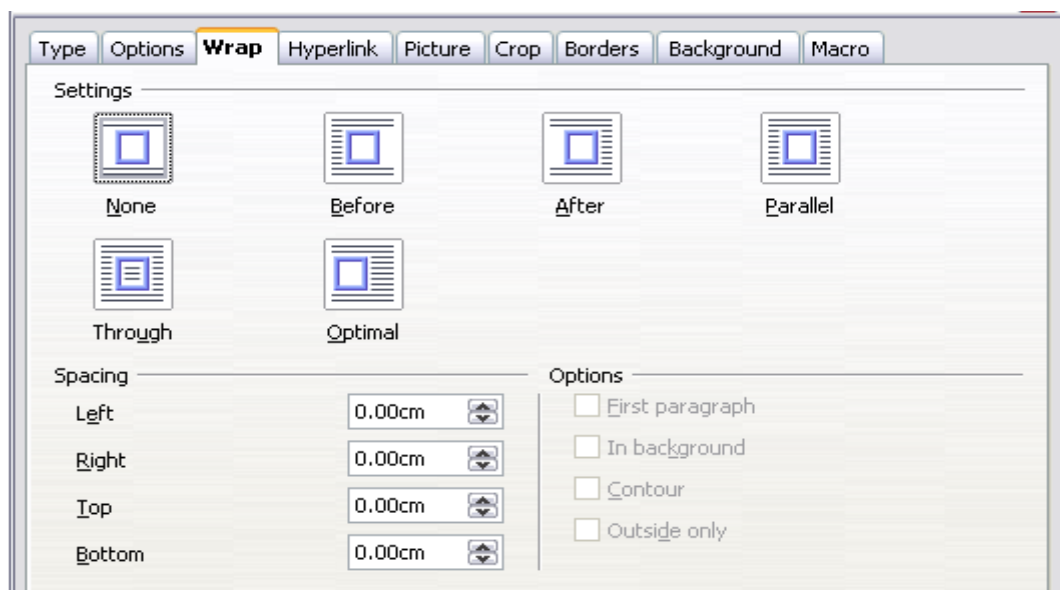 Type Options Wrap Hyperlink Picture Crop Borders Background Macro
Settings
None Before After Parallel
Through Optimal
Spacing Options
Left 0.00cm First paragraph
Right 0.00cm In background
Top 0.00cm Contour
Bottom 0.00cm Outside only